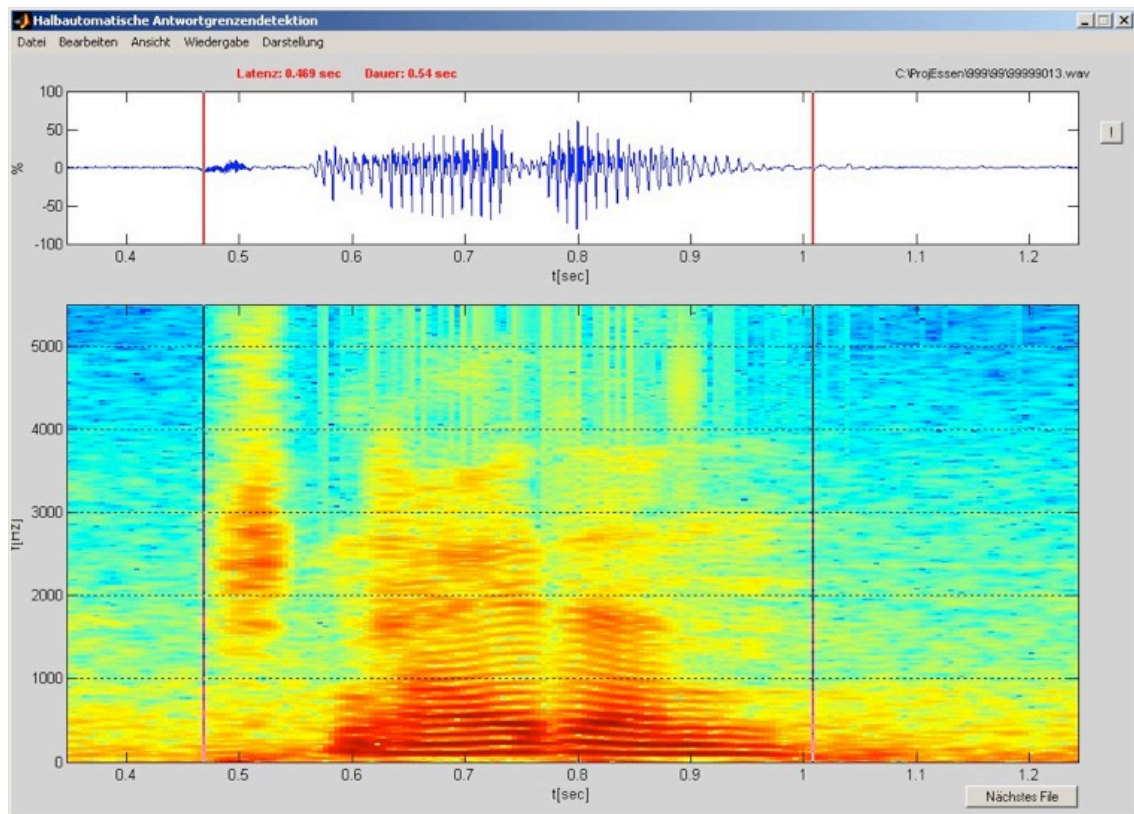 Halbautomatische Antwortgrenzendetektion
Datei Bearbeiten Ansicht Wiedergabe Darstellung
Latenz: 0.469 sec Dauer: 0.54 sec C:\ProjEssen\999\99\99999013.wav
100
50
0
-50
-100
%
!
0.4 0.5 0.6 0.7 0.8 0.9 1 1.1 1.2
t[sec]
5000
4000
3000
2000
1000
0
f[Hz]
0.4 0.5 0.6 0.7 0.8 0.9 1 1.1 1.2
t[sec]
Nächstes File